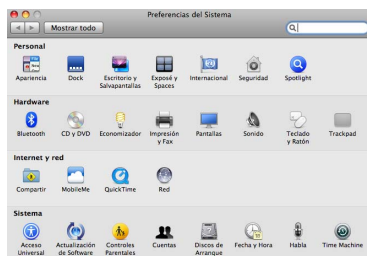 Preferencias del Sistema
Mostrar todo
Personal
Apariencia
Dock
Escritorio y Salvapantallas
Exposé y Spaces
Internacional
Seguridad
Spotlight
Hardware
Bluetooth
CD y DVD
Economizador
Impresión y Fax
Pantallas
Sonido
Teclado y Ratón
Trackpad
Internet y red
Compartir
MobileMe
QuickTime
Red
Sistema
Acceso Universal
Actualización de Software
Controles Parentales
Cuentas
Discos de Arranque
Fecha y Hora
Habla
Time Machine